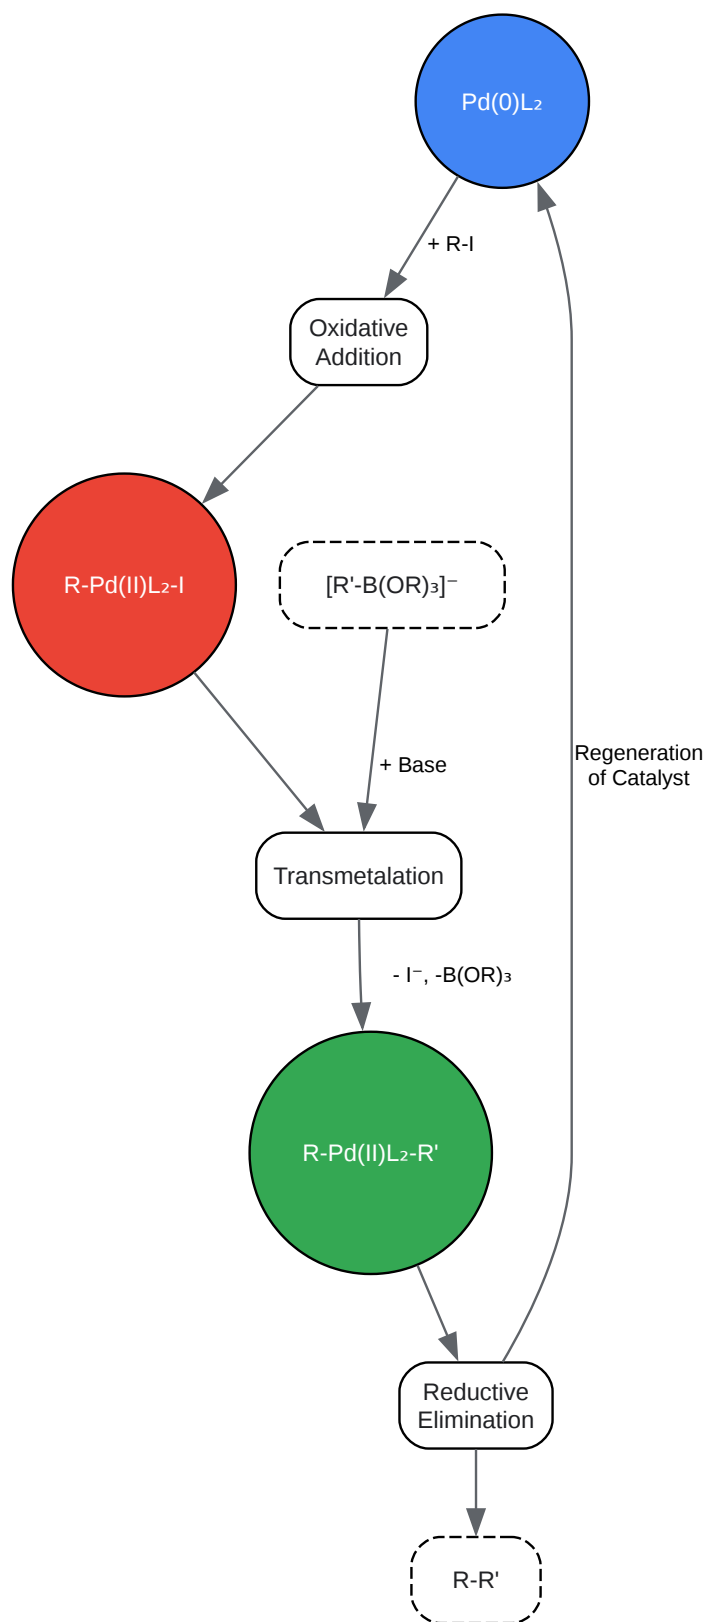 Pd(0)L₂
+ R-I
Oxidative
Addition
R-Pd(II)L₂-I
[R'-B(OR)₃]⁻
Regeneration
of Catalyst
+ Base
Transmetalation
- I⁻, -B(OR)₃
R-Pd(II)L₂-R'
Reductive
Elimination
R-R'